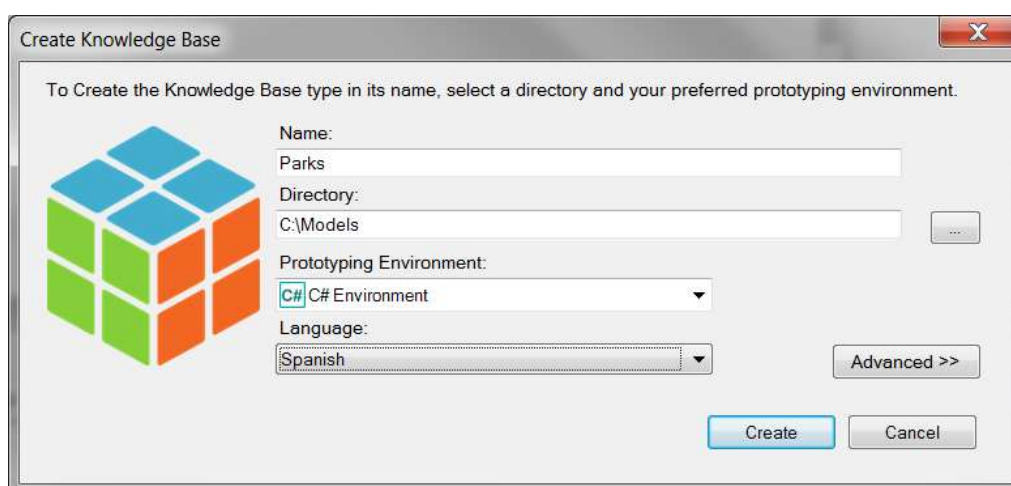 Create Knowledge Base
To Create the Knowledge Base type in its name, select a directory and your preferred prototyping environment.
Name:
Parks
Directory:
C:\Models
...
Prototyping Environment:
C# C# Environment
Language:
Spanish
Advanced >>
Create
Cancel